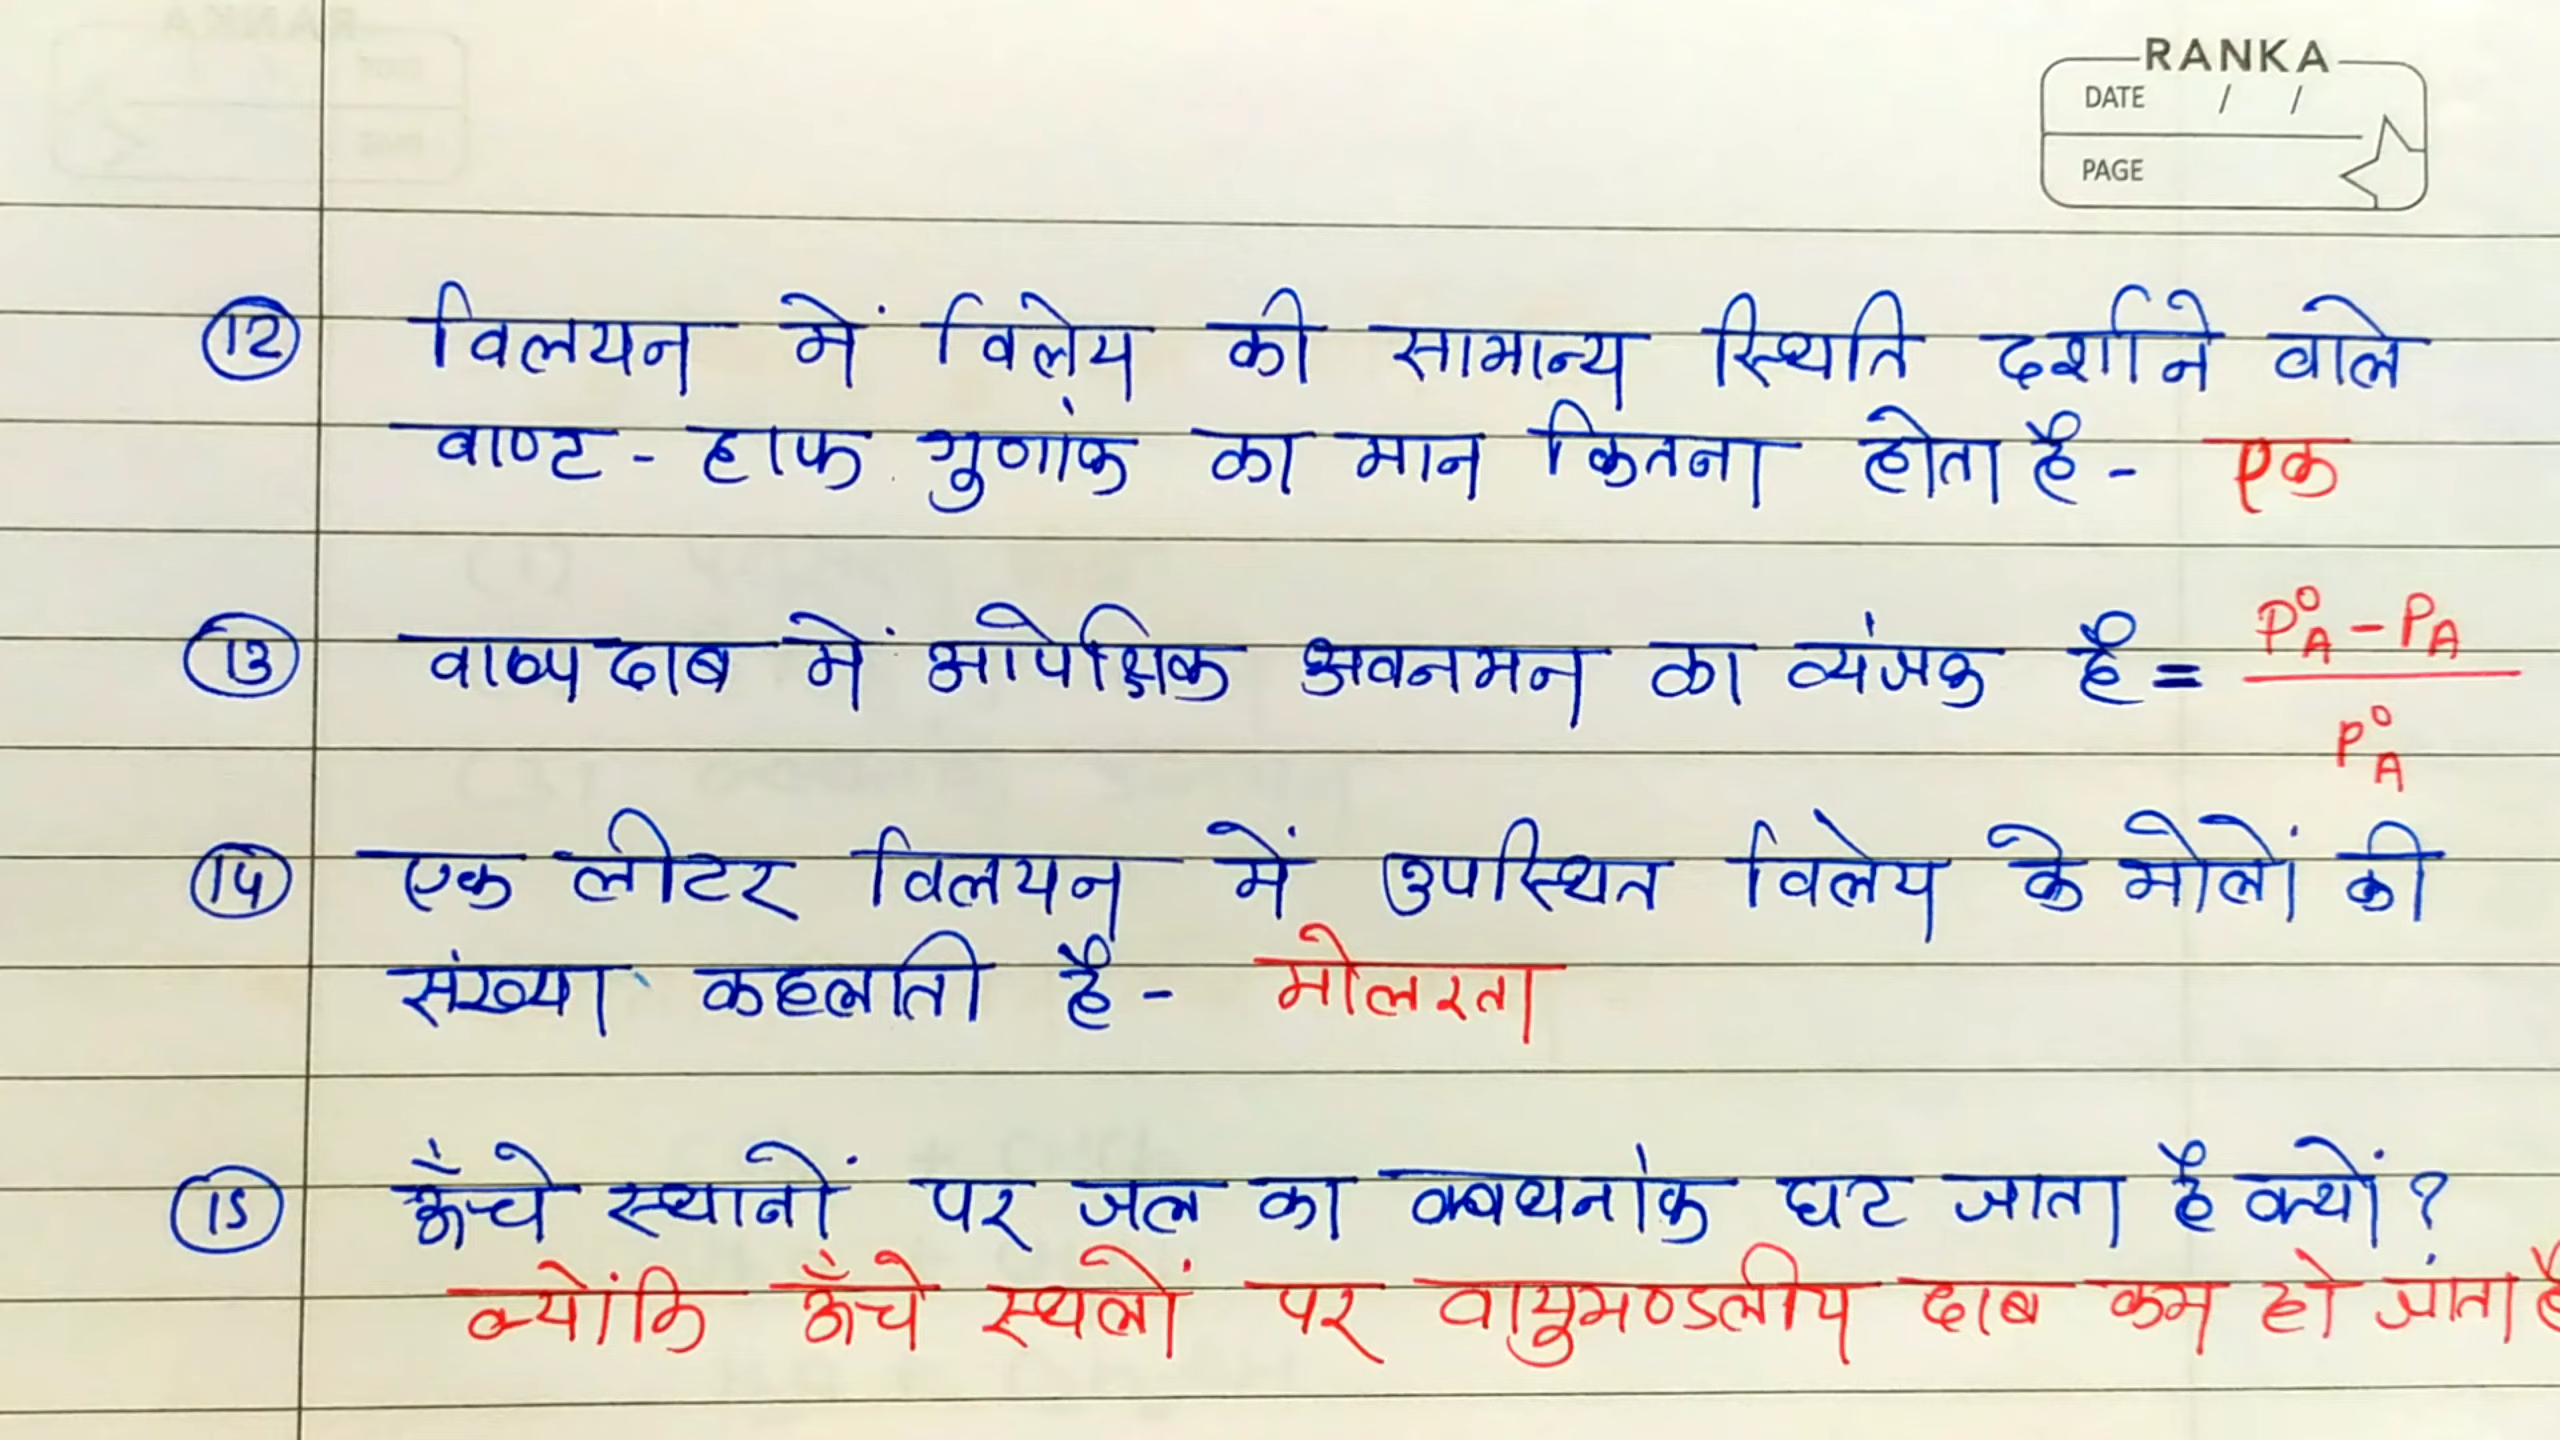 RANKA
DATE / /
PAGE
12 विलयन में विलेय की सामान्य स्थिति दर्शाने वाले
वाण्ट - हाफ गुणांक का मान कितना होता है - एक
13 वाष्प दाब में आपेक्षिक अवनमन का व्यंजक है = (P°A - PA) / P°A
14 एक लीटर विलयन में उपस्थित विलेय के मोलों की
संख्या कहलाती है - मोलरता
15 ऊँचे स्थानों पर जल का क्वथनांक घट जाता है क्यों?
क्योंकि ऊँचे स्थलों पर वायुमण्डलीय दाब कम हो जाता है